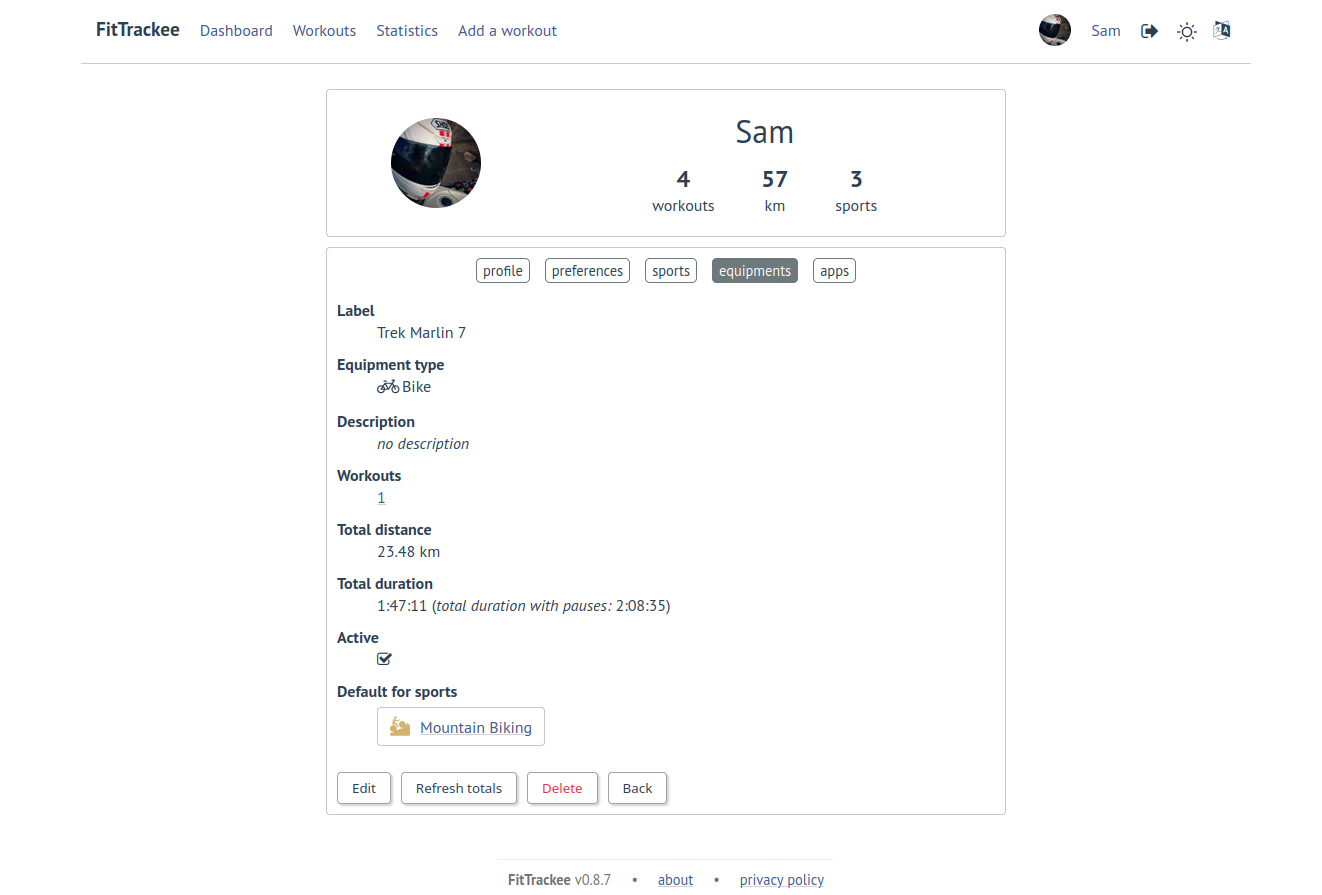 FitTrackee Dashboard Workouts Statistics Add a workout Sam
Sam
4 57 3
workouts km sports
profile preferences sports equipments apps
Label
Trek Marlin 7
Equipment type
Bike
Description
no description
Workouts
1
Total distance
23.48 km
Total duration
1:47:11 (total duration with pauses: 2:08:35)
Active
Default for sports
Mountain Biking
Edit Refresh totals Delete Back
FitTrackee v0.8.7 • about • privacy policy